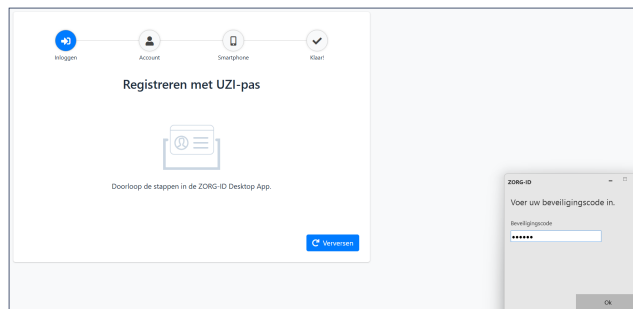 Inloggen
Account
Smartphone
Klaar!
Registreren met UZI-pas
Doorloop de stappen in de ZORG-ID Desktop App.
Verversen
ZORG-ID
Voer uw beveiligingscode in.
Beveiligingscode
••••••
Ok